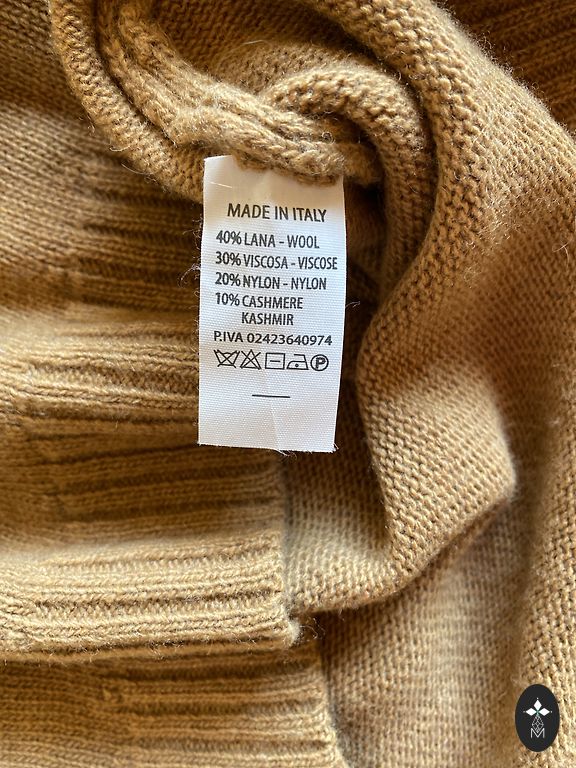 MADE IN ITALY
40% LANA - WOOL
30% VISCOSA - VISCOSE
20% NYLON - NYLON
10% CASHMERE
KASHMIR
P.IVA 02423640974